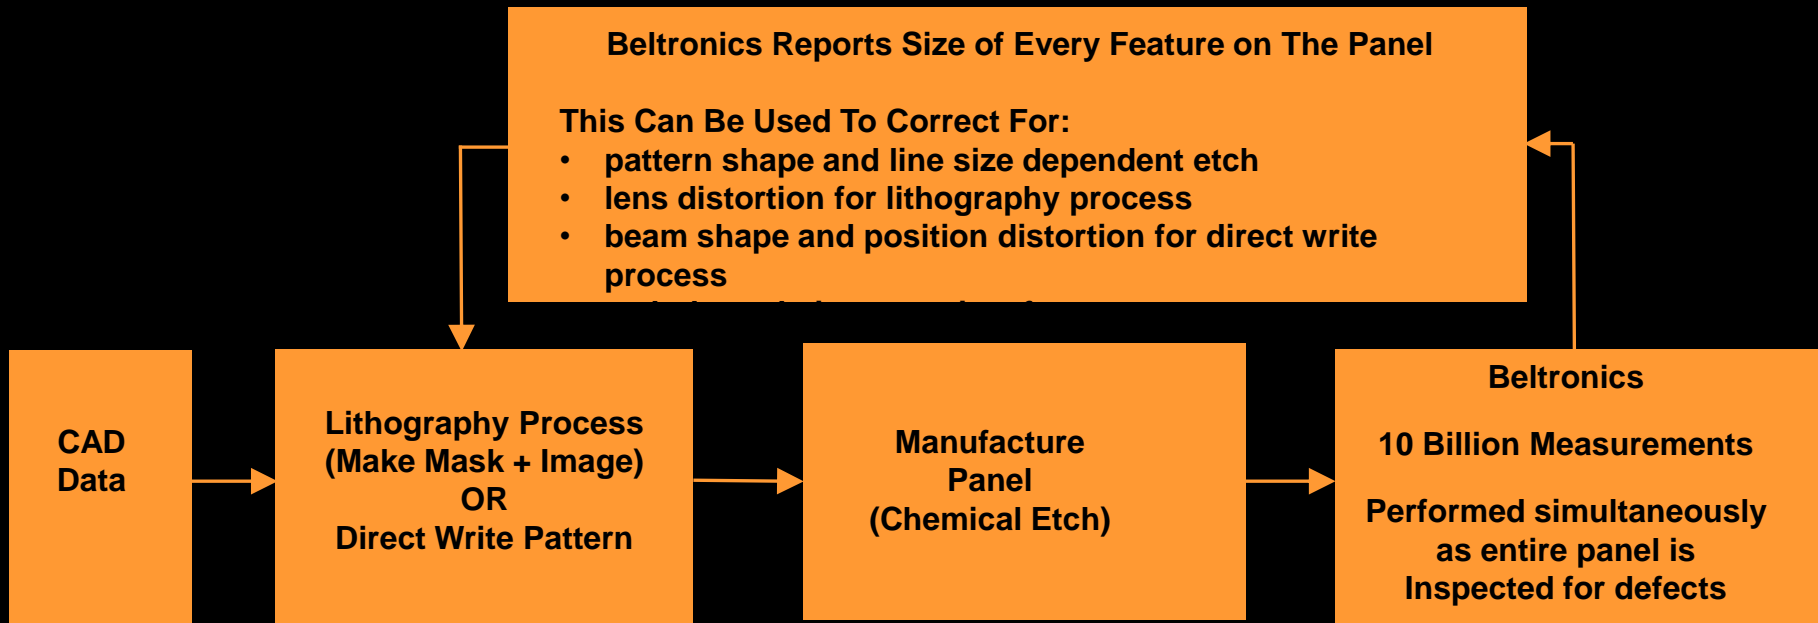 Beltronics Reports Size of Every Feature on The Panel
This Can Be Used To Correct For:
• pattern shape and line size dependent etch
• lens distortion for lithography process
• beam shape and position distortion for direct write
process
CAD
Data
Lithography Process
(Make Mask + Image)
OR
Direct Write Pattern
Manufacture
Panel
(Chemical Etch)
Beltronics
10 Billion Measurements
Performed simultaneously
as entire panel is
Inspected for defects